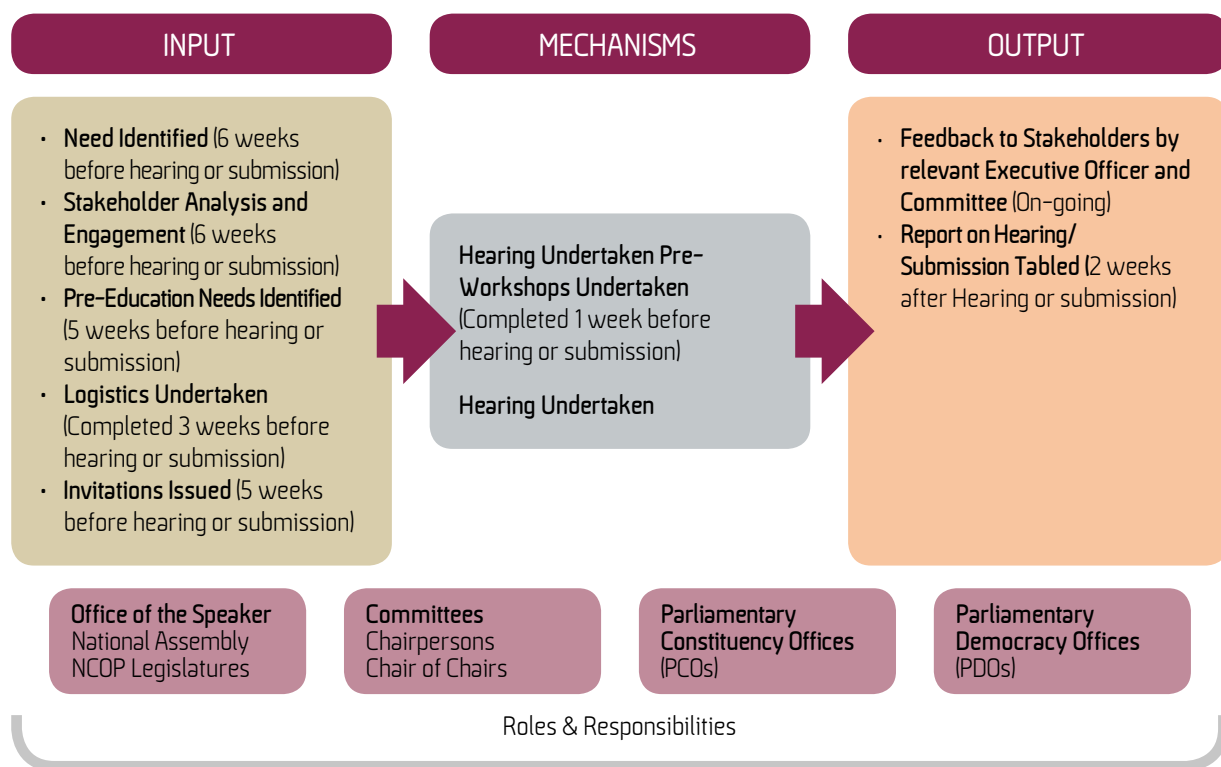 INPUT
MECHANISMS
OUTPUT
• Need Identified (6 weeks
before hearing or submission)
• Stakeholder Analysis and
Engagement (6 weeks
before hearing or submission)
• Pre-Education Needs Identified
(5 weeks before hearing or
submission)
• Logistics Undertaken
(Completed 3 weeks before
hearing or submission)
• Invitations Issued (5 weeks
before hearing or submission)
Hearing Undertaken Pre-
Workshops Undertaken
(Completed 1 week before
hearing or submission)
Hearing Undertaken
• Feedback to Stakeholders by
relevant Executive Officer and
Committee (On-going)
• Report on Hearing/
Submission Tabled (2 weeks
after Hearing or submission)
Office of the Speaker
National Assembly
NCOP Legislatures
Committees
Chairpersons
Chair of Chairs
Parliamentary
Constituency Offices
(PCOs)
Parliamentary
Democracy Offices
(PDOs)
Roles & Responsibilities